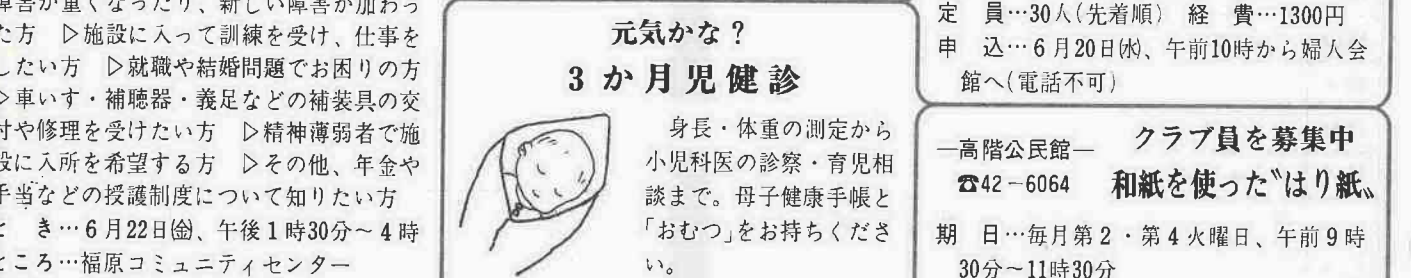 障害が重くなったり、新しい障害が加わっ
た方　▷施設に入って訓練を受け、仕事を
したい方　▷就職や結婚問題でお困りの方
▷車いす・補聴器・義足などの補装具の交
付や修理を受けたい方　▷精神薄弱者で施
設に入所を希望する方　▷その他、年金や
手当などの授護制度について知りたい方
と　き…6月22日㈮、午後1時30分～4時
ところ…福原コミュニティセンター
元気かな？
3か月児健診
身長・体重の測定から
小児科医の診察・育児相
談まで。母子健康手帳と
「おむつ」をお持ちくださ
い。
定　員…30人(先着順)　経　費…1300円
申　込…6月20日㈬、午前10時から婦人会
館へ(電話不可)
―高階公民館―
☎42-6064
クラブ員を募集中
和紙を使った〝はり紙〟
期　日…毎月第2・第4火曜日、午前9時
30分～11時30分